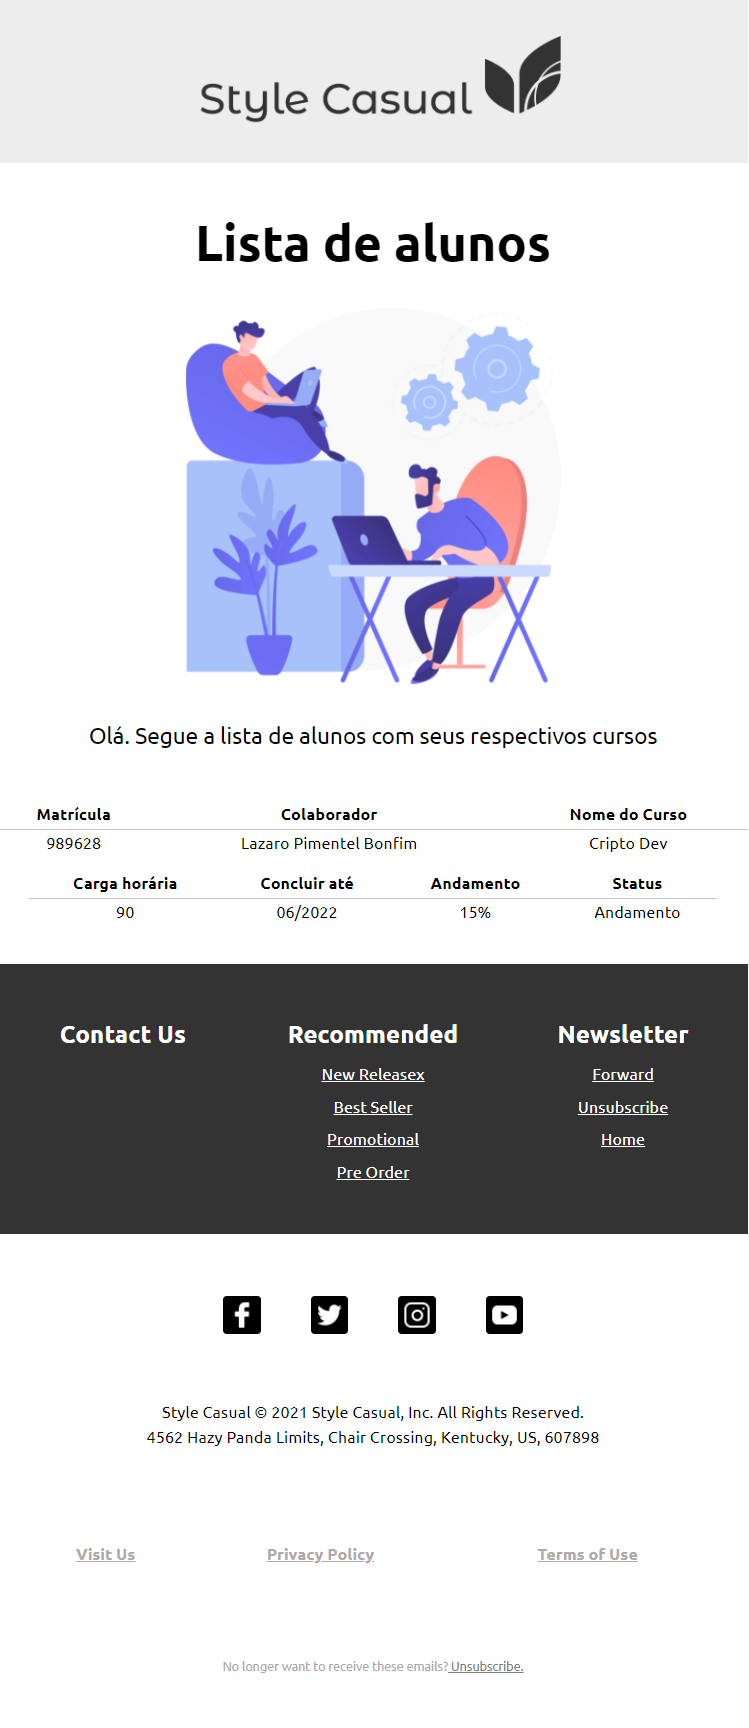 Style Casual
Lista de alunos
Olá. Segue a lista de alunos com seus respectivos cursos
Matrícula Colaborador Nome do Curso
989628 Lazaro Pimentel Bonfim Cripto Dev
Carga horária Concluir até Andamento Status
90 06/2022 15% Andamento
Contact Us Recommended Newsletter
New Releasex Forward
Best Seller Unsubscribe
Promotional Home
Pre Order
Style Casual © 2021 Style Casual, Inc. All Rights Reserved.
4562 Hazy Panda Limits, Chair Crossing, Kentucky, US, 607898
Visit Us Privacy Policy Terms of Use
No longer want to receive these emails? Unsubscribe.